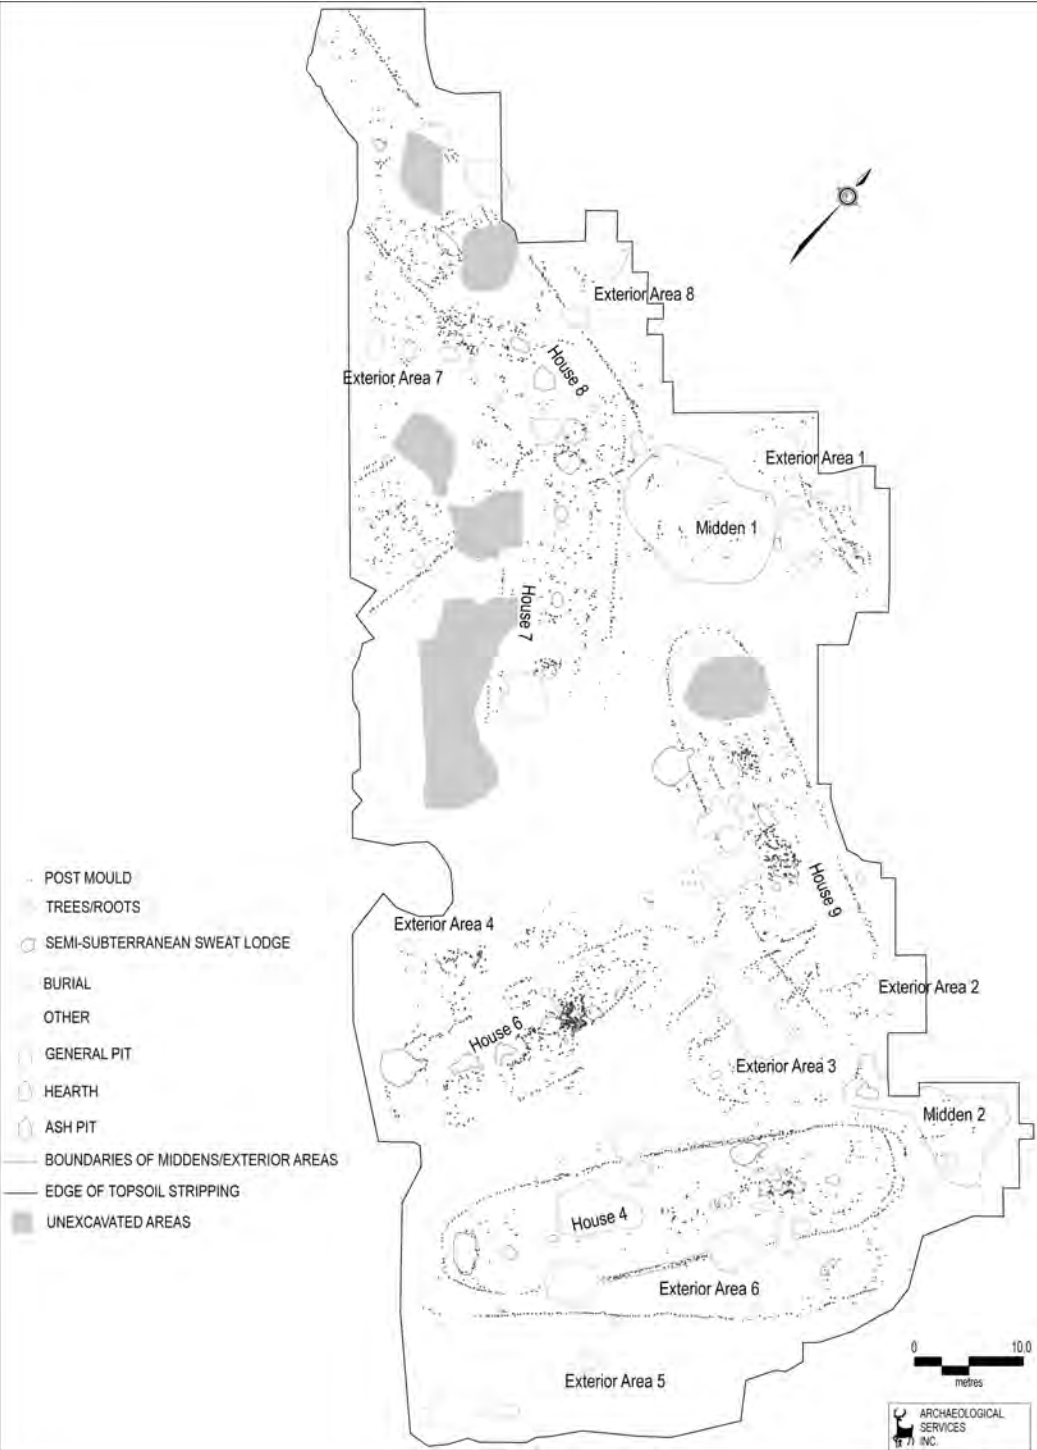 Exterior Area 8
House 8
Exterior Area 7
Exterior Area 1
Midden 1
House 7
House 9
Exterior Area 4
Exterior Area 2
House 6
Exterior Area 3
Midden 2
House 4
Exterior Area 6
Exterior Area 5
POST MOULD
TREES/ROOTS
SEMI-SUBTERRANEAN SWEAT LODGE
BURIAL
OTHER
GENERAL PIT
HEARTH
ASH PIT
BOUNDARIES OF MIDDENS/EXTERIOR AREAS
EDGE OF TOPSOIL STRIPPING
UNEXCAVATED AREAS
0 10.0
metres
ARCHAEOLOGICAL
SERVICES
INC.